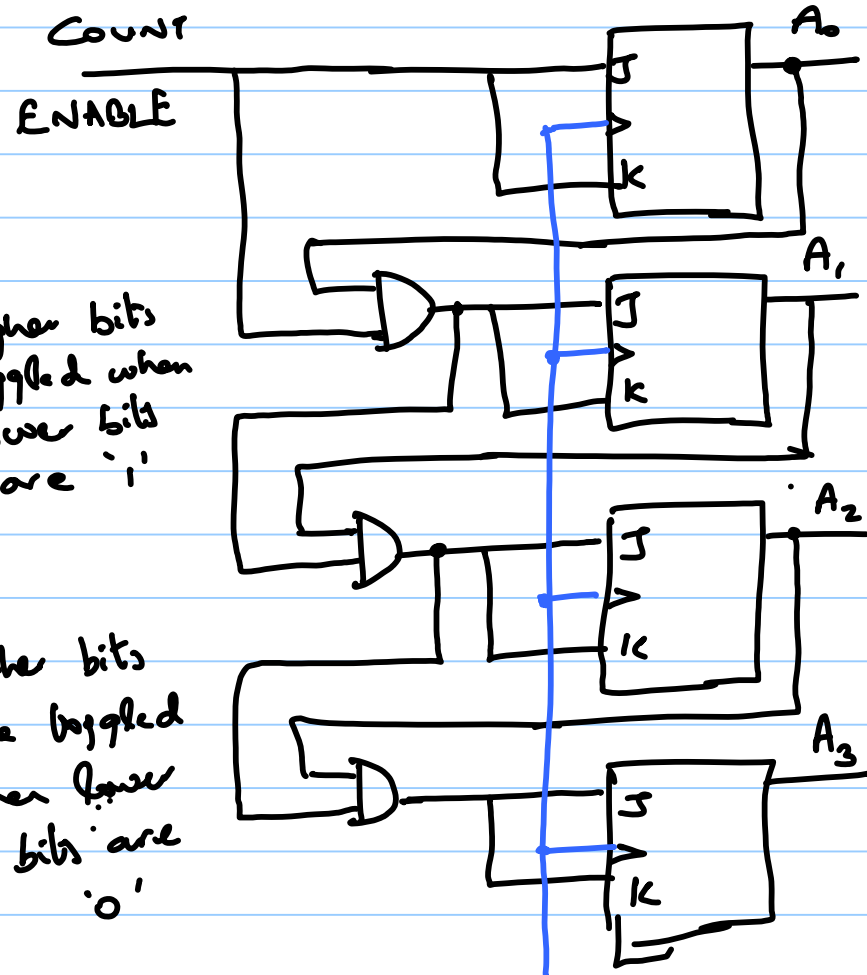 COUNT
ENABLE
A0
J
K
A1
J
K
bits
when
bits
are '1'
A2
J
K
bits
toggled
lower
bits are
'0'
A3
J
K